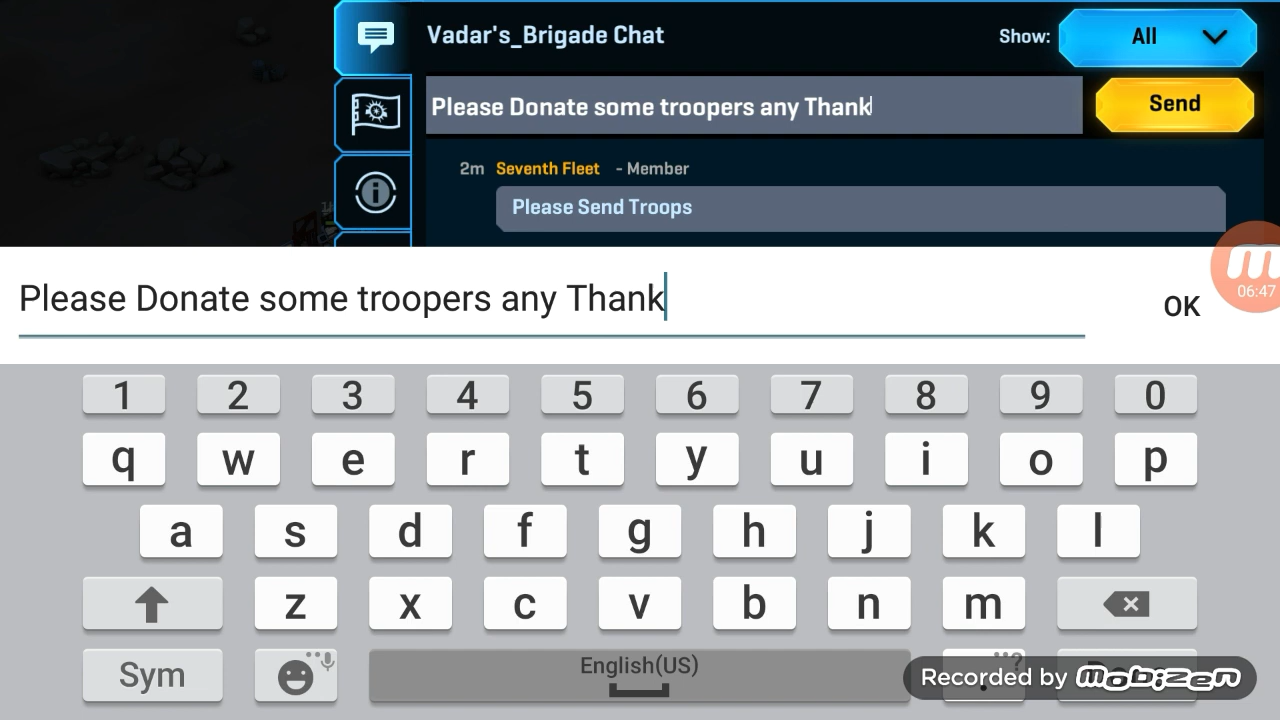 Vadar's_Brigade Chat
Show:
All
Please Donate some troopers any Thank
Send
2m Seventh Fleet - Member
Please Send Troops
Please Donate some troopers any Thank
OK
06:47
1 2 3 4 5 6 7 8 9 0
q w e r t y u i o p
a s d f g h j k l
z x c v b n m
Sym
English(US)
Recorded by mobizen